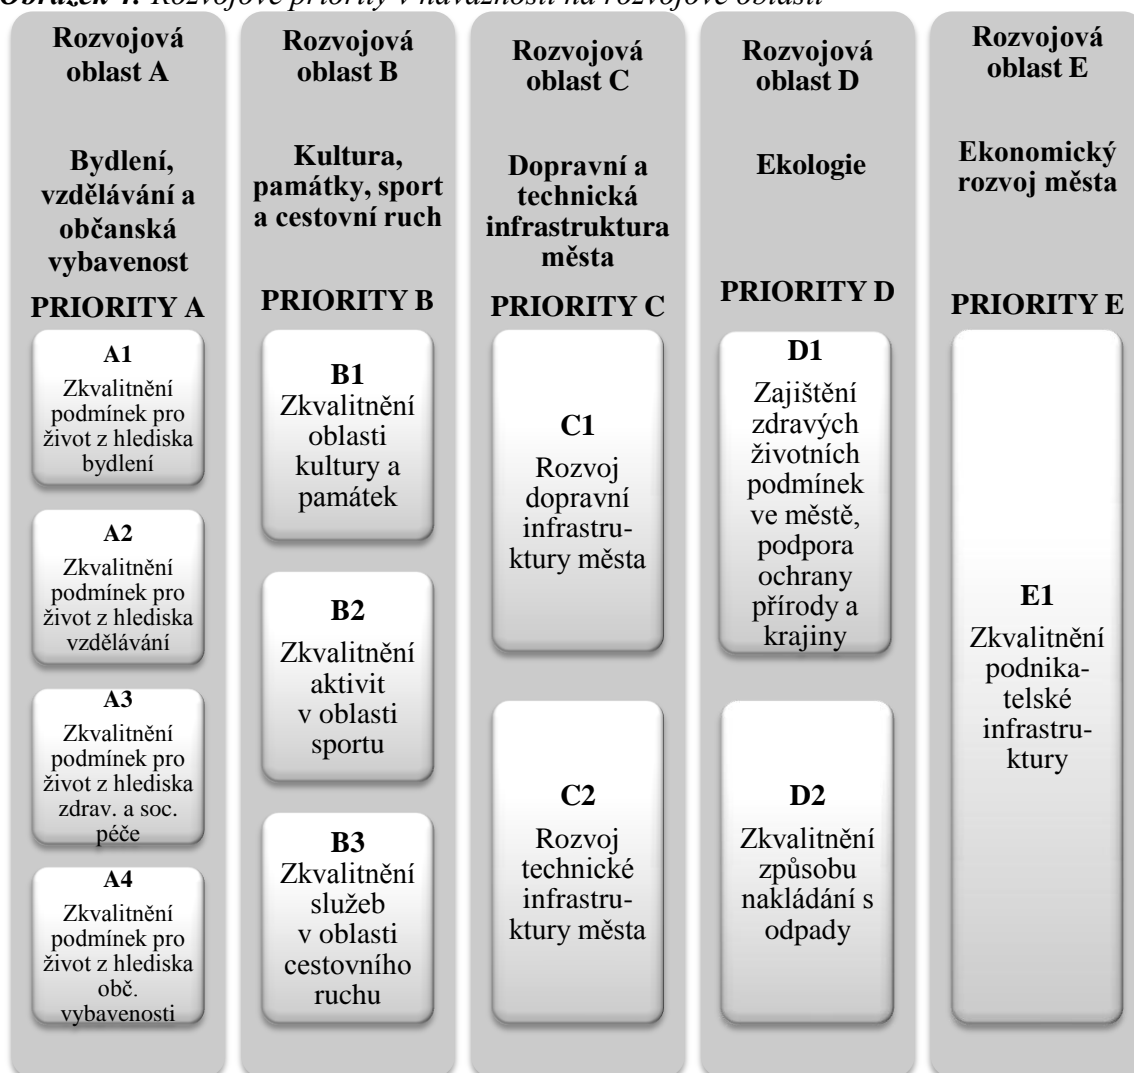 Obrázek 4: Rozvojové priority v návaznosti na rozvojové oblasti
Rozvojová
oblast A
Bydlení,
vzdělávání a
občanská
vybavenost
PRIORITY A
A1
Zkvalitnění
podmínek pro
život z hlediska
bydlení
A2
Zkvalitnění
podmínek pro
život z hlediska
vzdělávání
A3
Zkvalitnění
podmínek pro
život z hlediska
zdrav. a soc.
péče
A4
Zkvalitnění
podmínek pro
život z hlediska
obč.
vybavenosti
Rozvojová
oblast B
Kultura,
památky, sport
a cestovní ruch
PRIORITY B
B1
Zkvalitnění
oblasti
kultury a
památek
B2
Zkvalitnění
aktivit
v oblasti
sportu
B3
Zkvalitnění
služeb
v oblasti
cestovního
ruchu
Rozvojová
oblast C
Dopravní a
technická
infrastruktura
města
PRIORITY C
C1
Rozvoj
dopravní
infrastru-
ktury města
C2
Rozvoj
technické
infrastru-
ktury města
Rozvojová
oblast D
Ekologie
PRIORITY D
D1
Zajištění
zdravých
životních
podmínek
ve městě,
podpora
ochrany
přírody a
krajiny
D2
Zkvalitnění
způsobu
nakládání s
odpady
Rozvojová
oblast E
Ekonomický
rozvoj města
PRIORITY E
E1
Zkvalitnění
podnika-
telské
infrastru-
ktury